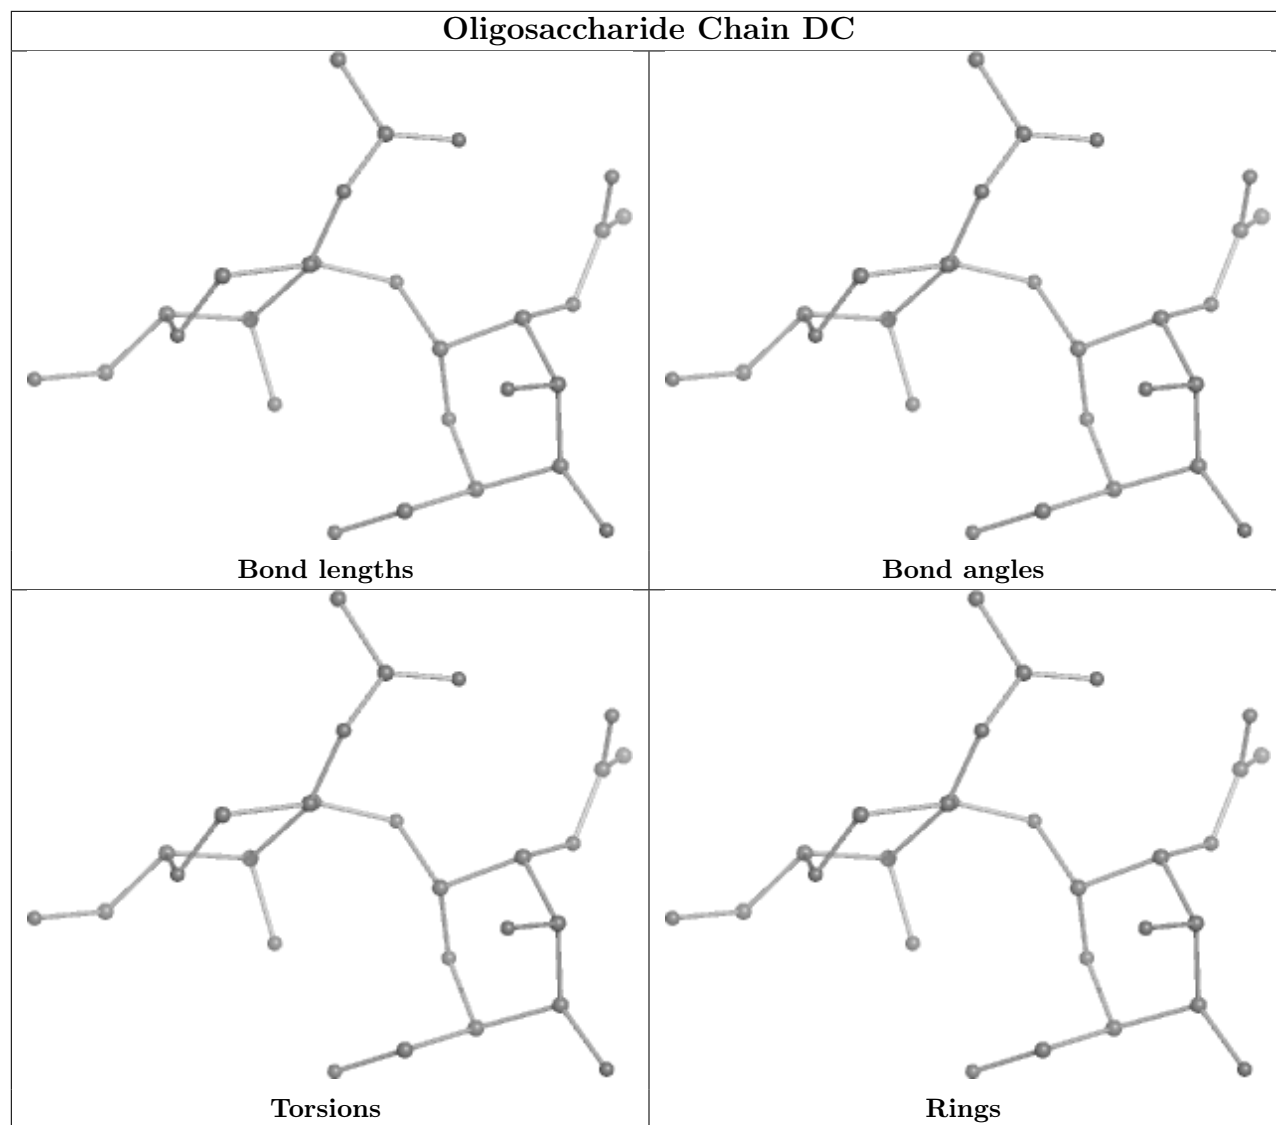 Oligosaccharide Chain DC
Bond lengths
Bond angles
Torsions
Rings